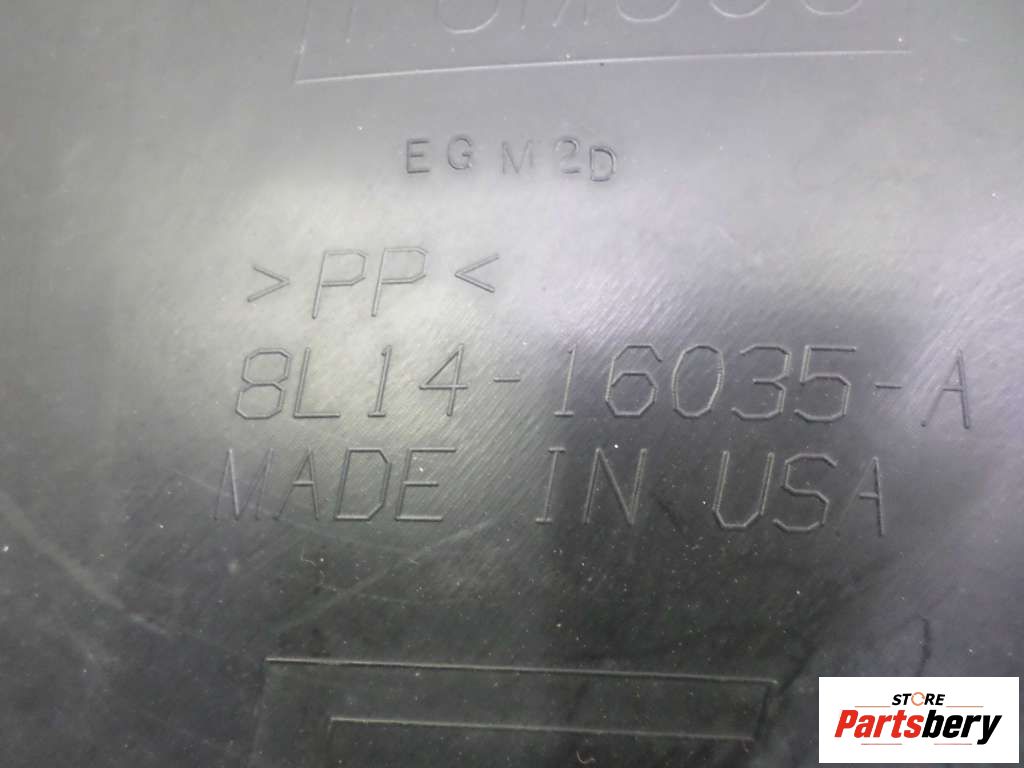 EGM2D
>PP<
8L14-16035-A
MADE IN USA
STORE
Partsbery